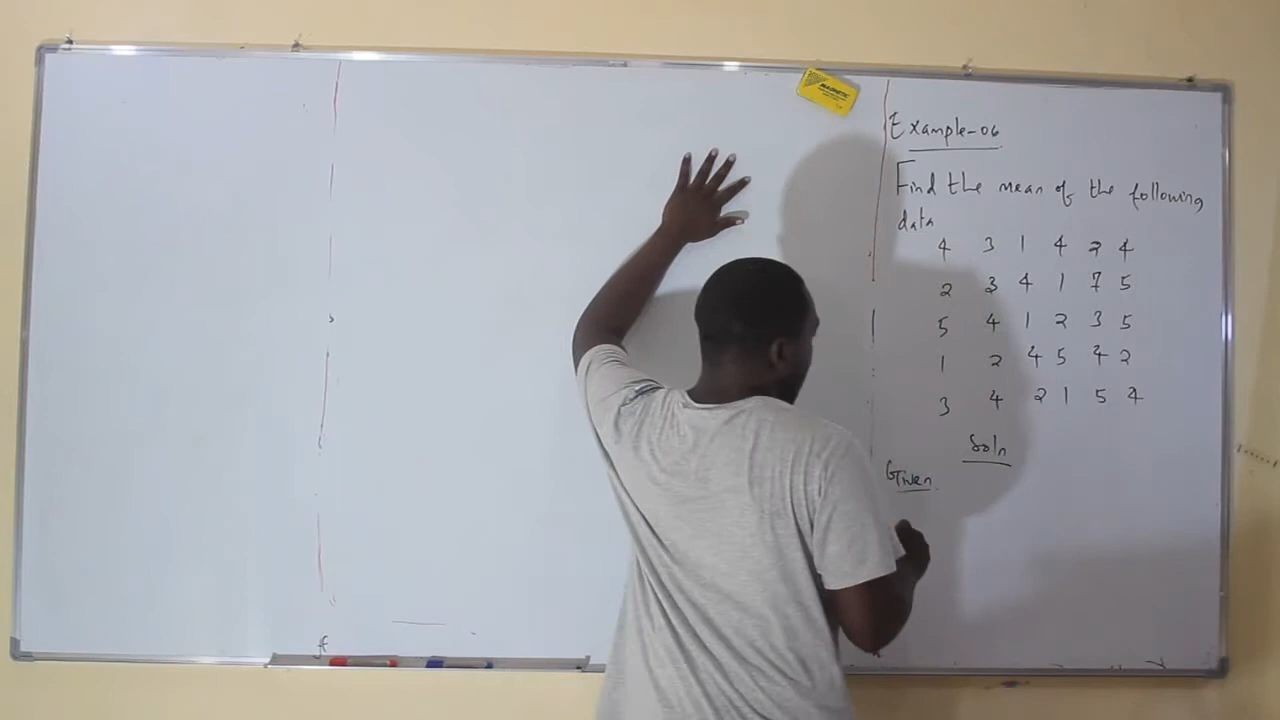 MAGNETIC
Example-06
Find the mean of the following
data
4 3 1 4 2 4
2 3 4 1 7 5
5 4 1 2 3 5
1 2 4 5 4 2
3 4 2 1 5 4
Soln
Given